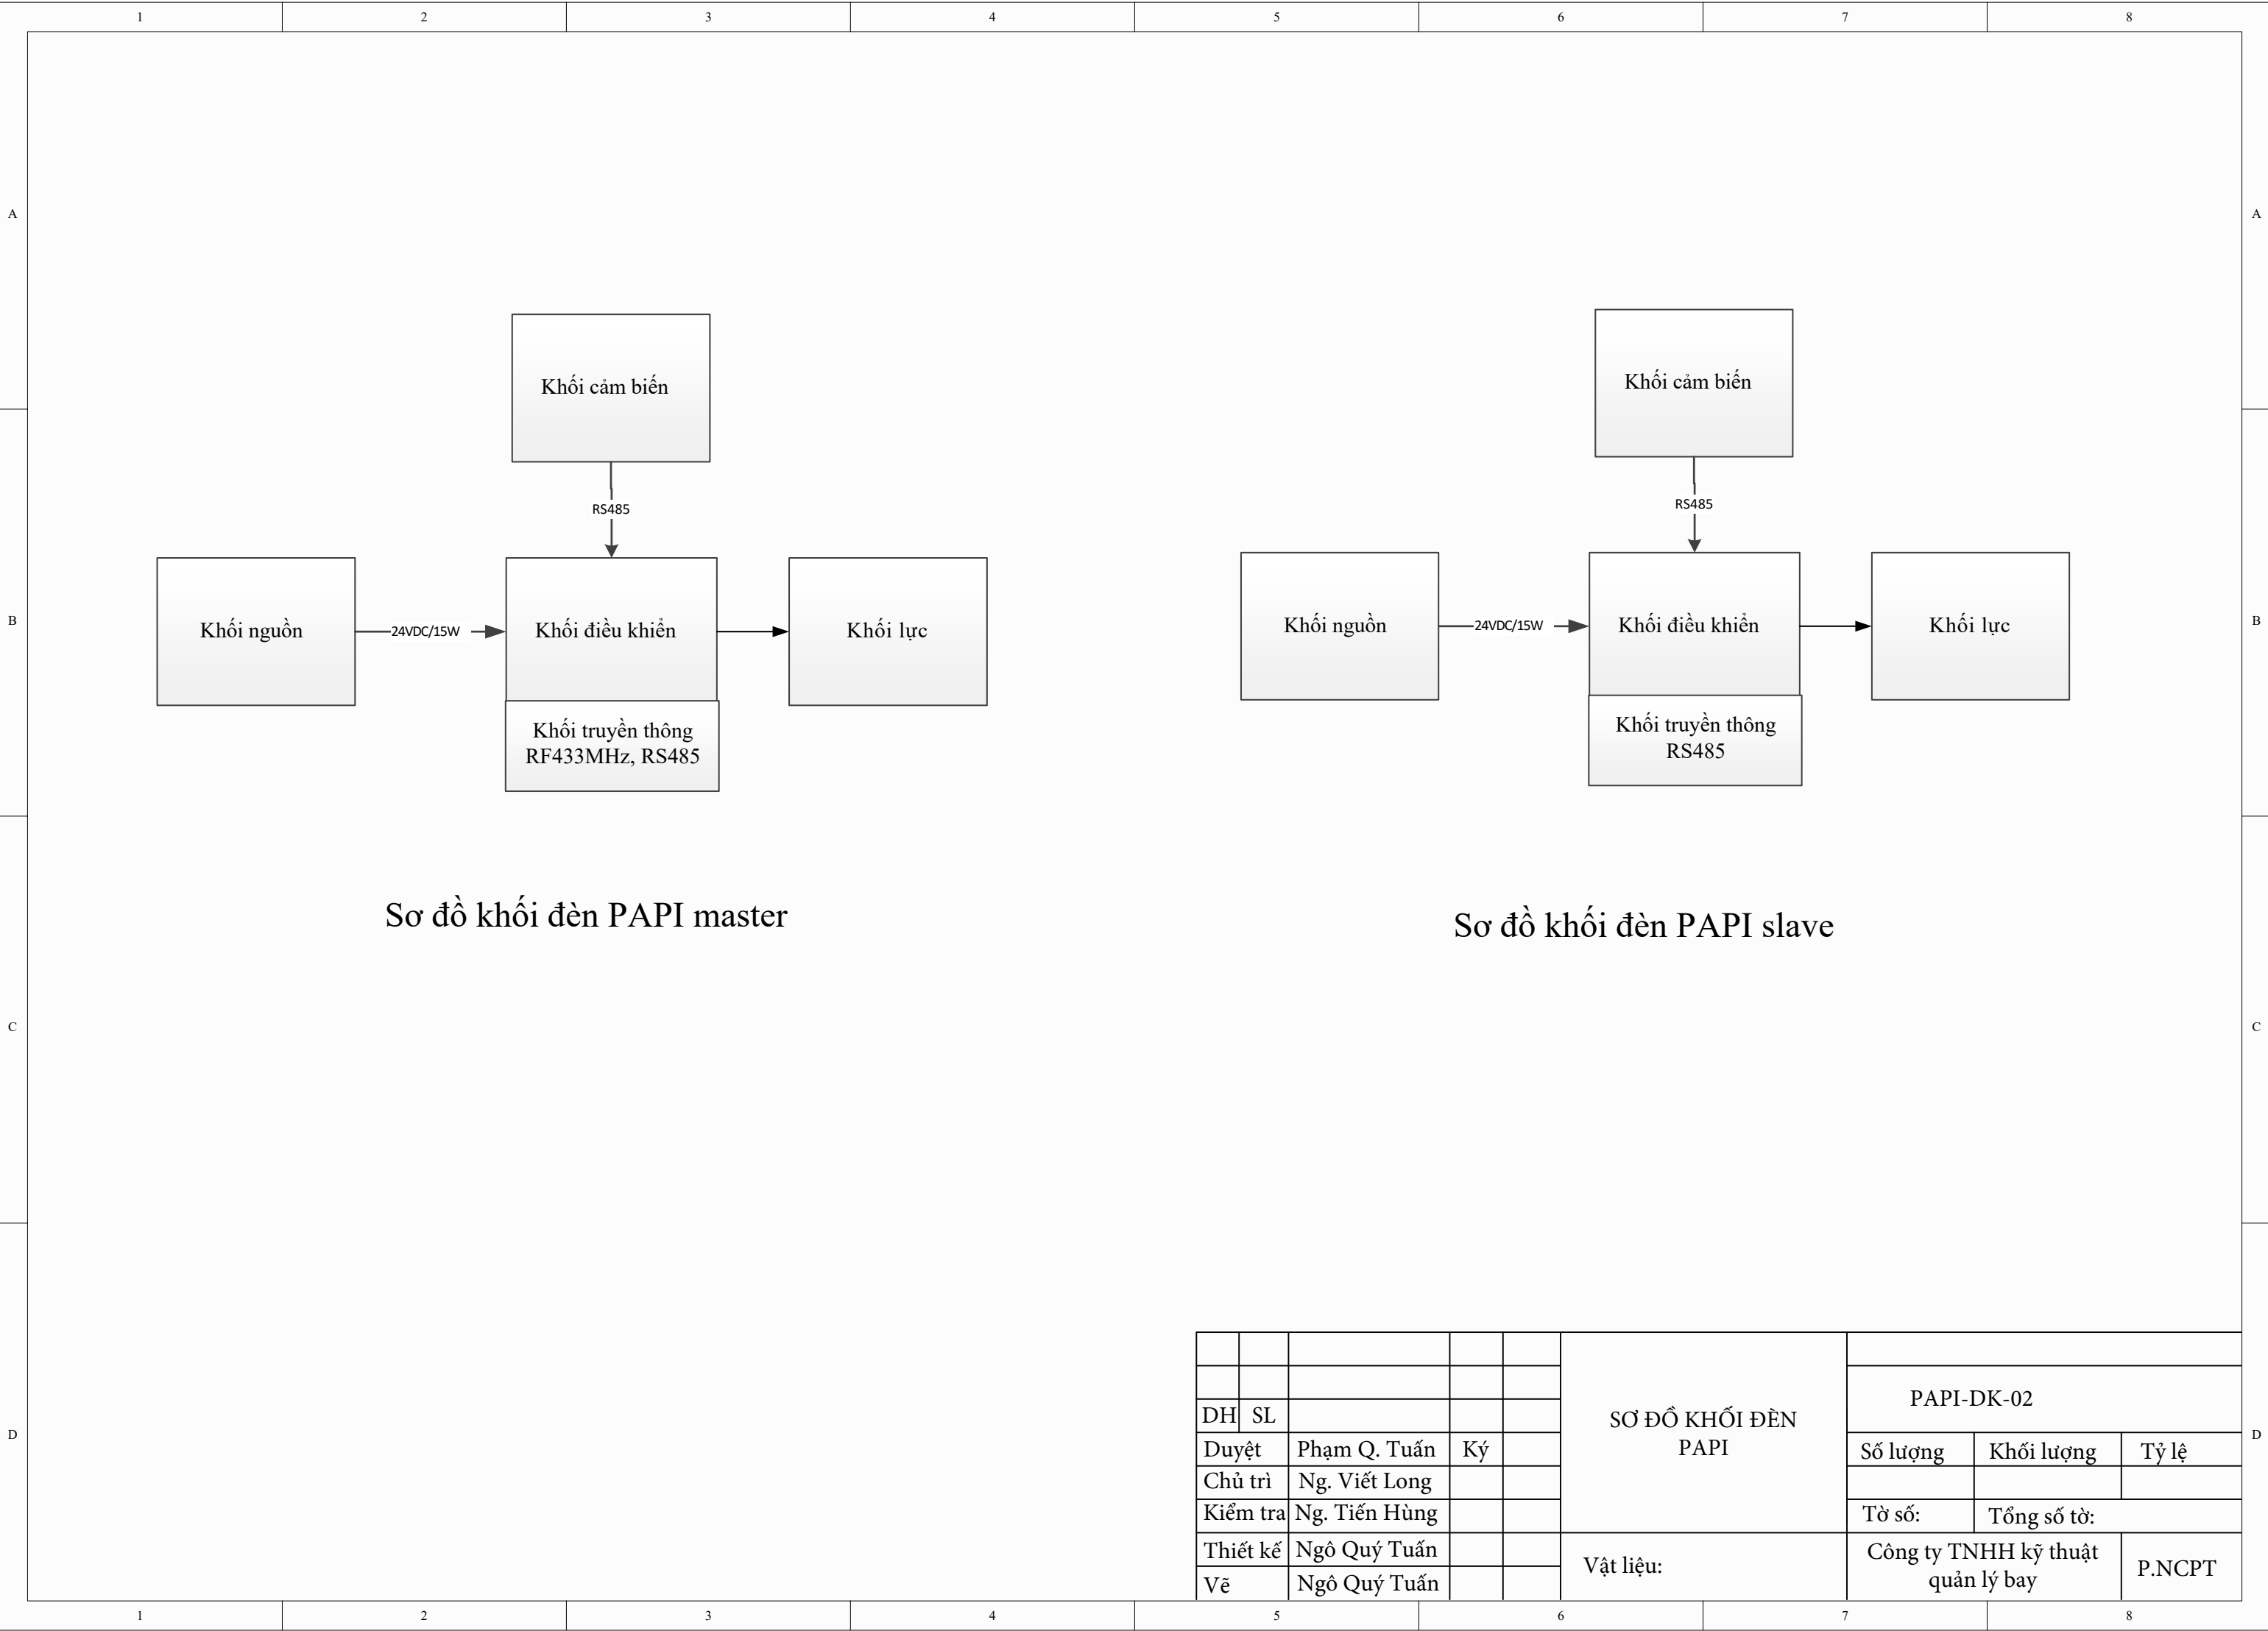 1 2 3 4 5 6 7 8
A A
Khối cảm biến
Khối cảm biến
RS485
RS485
B B
Khối nguồn
24VDC/15W
Khối điều khiển
Khối lực
Khối truyền thông
RF433MHz, RS485
Khối nguồn
24VDC/15W
Khối điều khiển
Khối lực
Khối truyền thông
RS485
Sơ đồ khối đèn PAPI master
Sơ đồ khối đèn PAPI slave
C C
D D
DH SL
Duyệt Phạm Q. Tuấn Ký
Chủ trì Ng. Viết Long
Kiểm tra Ng. Tiến Hùng
Thiết kế Ngô Quý Tuấn
Vẽ Ngô Quý Tuấn
SƠ ĐỒ KHỐI ĐÈN
PAPI
Vật liệu:
PAPI-DK-02
Số lượng Khối lượng Tỷ lệ
Tờ số: Tổng số tờ:
Công ty TNHH kỹ thuật
quản lý bay
P.NCPT
1 2 3 4 5 6 7 8